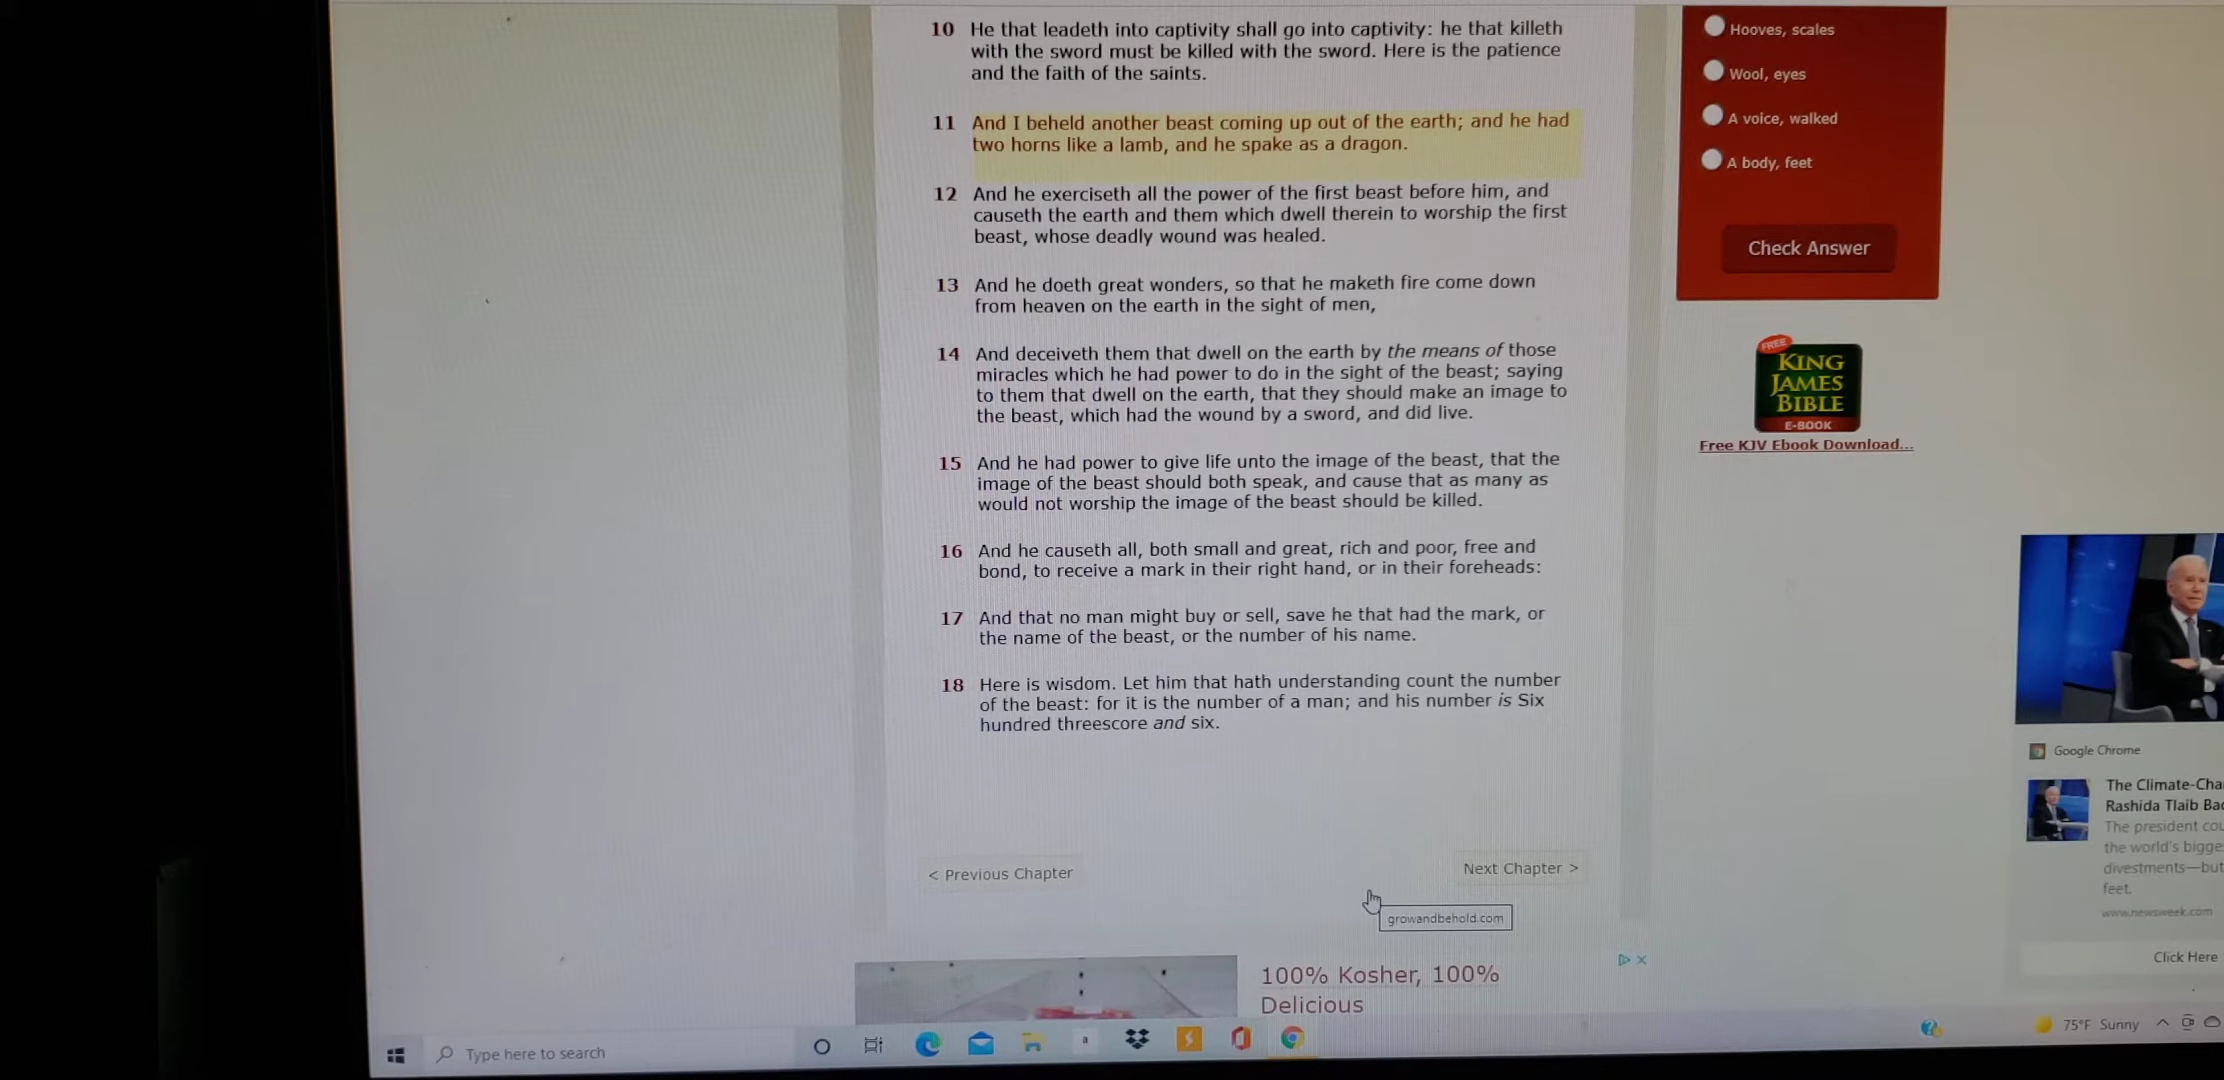 10 He that leadeth into captivity shall go into captivity: he that killeth
with the sword must be killed with the sword. Here is the patience
and the faith of the saints.
11 And I beheld another beast coming up out of the earth; and he had
two horns like a lamb, and he spake as a dragon.
12 And he exerciseth all the power of the first beast before him, and
causeth the earth and them which dwell therein to worship the first
beast, whose deadly wound was healed.
13 And he doeth great wonders, so that he maketh fire come down
from heaven on the earth in the sight of men,
14 And deceiveth them that dwell on the earth by the means of those
miracles which he had power to do in the sight of the beast; saying
to them that dwell on the earth, that they should make an image to
the beast, which had the wound by a sword, and did live.
15 And he had power to give life unto the image of the beast, that the
image of the beast should both speak, and cause that as many as
would not worship the image of the beast should be killed.
16 And he causeth all, both small and great, rich and poor, free and
bond, to receive a mark in their right hand, or in their foreheads:
17 And that no man might buy or sell, save he that had the mark, or
the name of the beast, or the number of his name.
18 Here is wisdom. Let him that hath understanding count the number
of the beast: for it is the number of a man; and his number is Six
hundred threescore and six.
< Previous Chapter
Next Chapter >
growandbehold.com
100% Kosher, 100%
Delicious
Hooves, scales
Wool, eyes
A voice, walked
A body, feet
Check Answer
FREE
KING
JAMES
BIBLE
E-BOOK
Free KJV Ebook Download...
Google Chrome
The Climate-Cha
Rashida Tlaib Bac
The president cou
the world's bigge
divestments—but
feet.
www.newsweek.com
Click Here
Type here to search
a
75°F Sunny